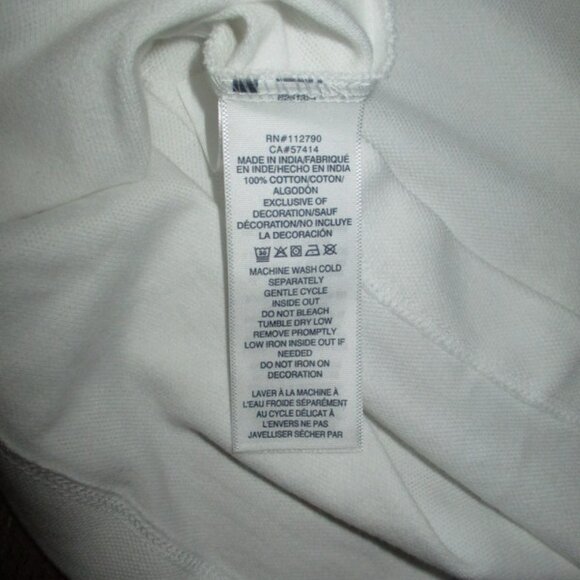 RN#112790
CA#57414
MADE IN INDIA/FABRIQUÉ
EN INDE/HECHO EN INDIA
100% COTTON/COTON/
ALGODÓN
EXCLUSIVE OF
DECORATION/SAUF
DÉCORATION/NO INCLUYE
LA DECORACIÓN
30
MACHINE WASH COLD
SEPARATELY
GENTLE CYCLE
INSIDE OUT
DO NOT BLEACH
TUMBLE DRY LOW
REMOVE PROMPTLY
LOW IRON INSIDE OUT IF
NEEDED
DO NOT IRON ON
DECORATION
LAVER À LA MACHINE À
L'EAU FROIDE SÉPARÉMENT
AU CYCLE DÉLICAT À
L'ENVERS NE PAS
JAVELLISER SÉCHER PAR